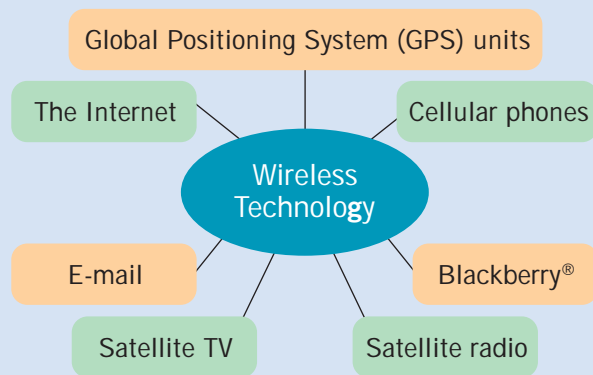 Global Positioning System (GPS) units
The Internet
Cellular phones
Wireless
Technology
E-mail
Blackberry®
Satellite TV
Satellite radio